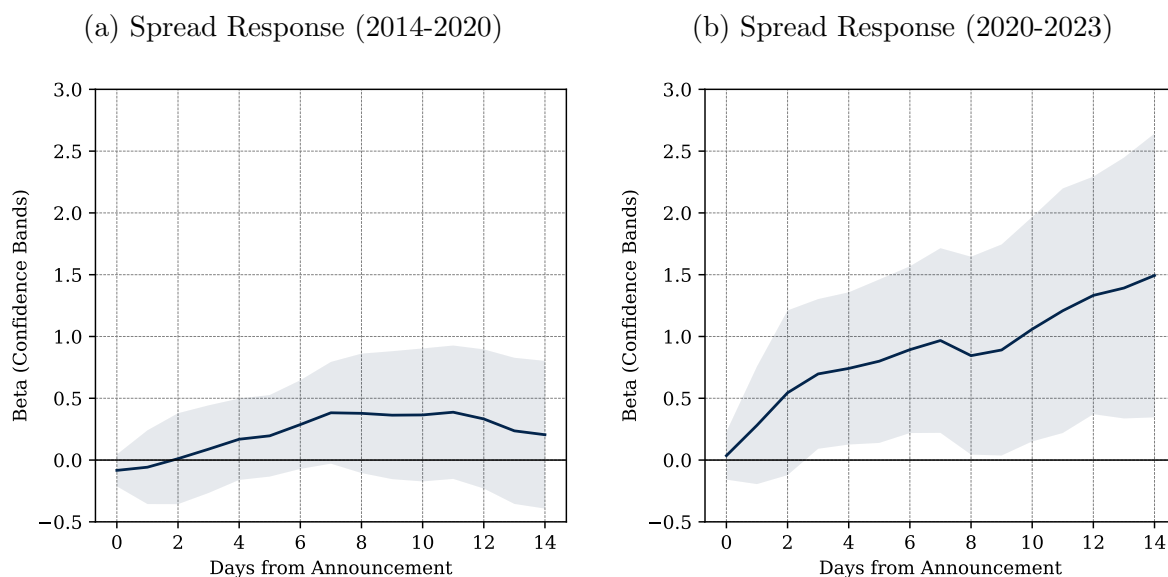 (a) Spread Response (2014-2020)
3.0
2.5
2.0
1.5
1.0
0.5
0.0
−0.5
Beta (Confidence Bands)
0 2 4 6 8 10 12 14
Days from Announcement
(b) Spread Response (2020-2023)
3.0
2.5
2.0
1.5
1.0
0.5
0.0
−0.5
Beta (Confidence Bands)
0 2 4 6 8 10 12 14
Days from Announcement